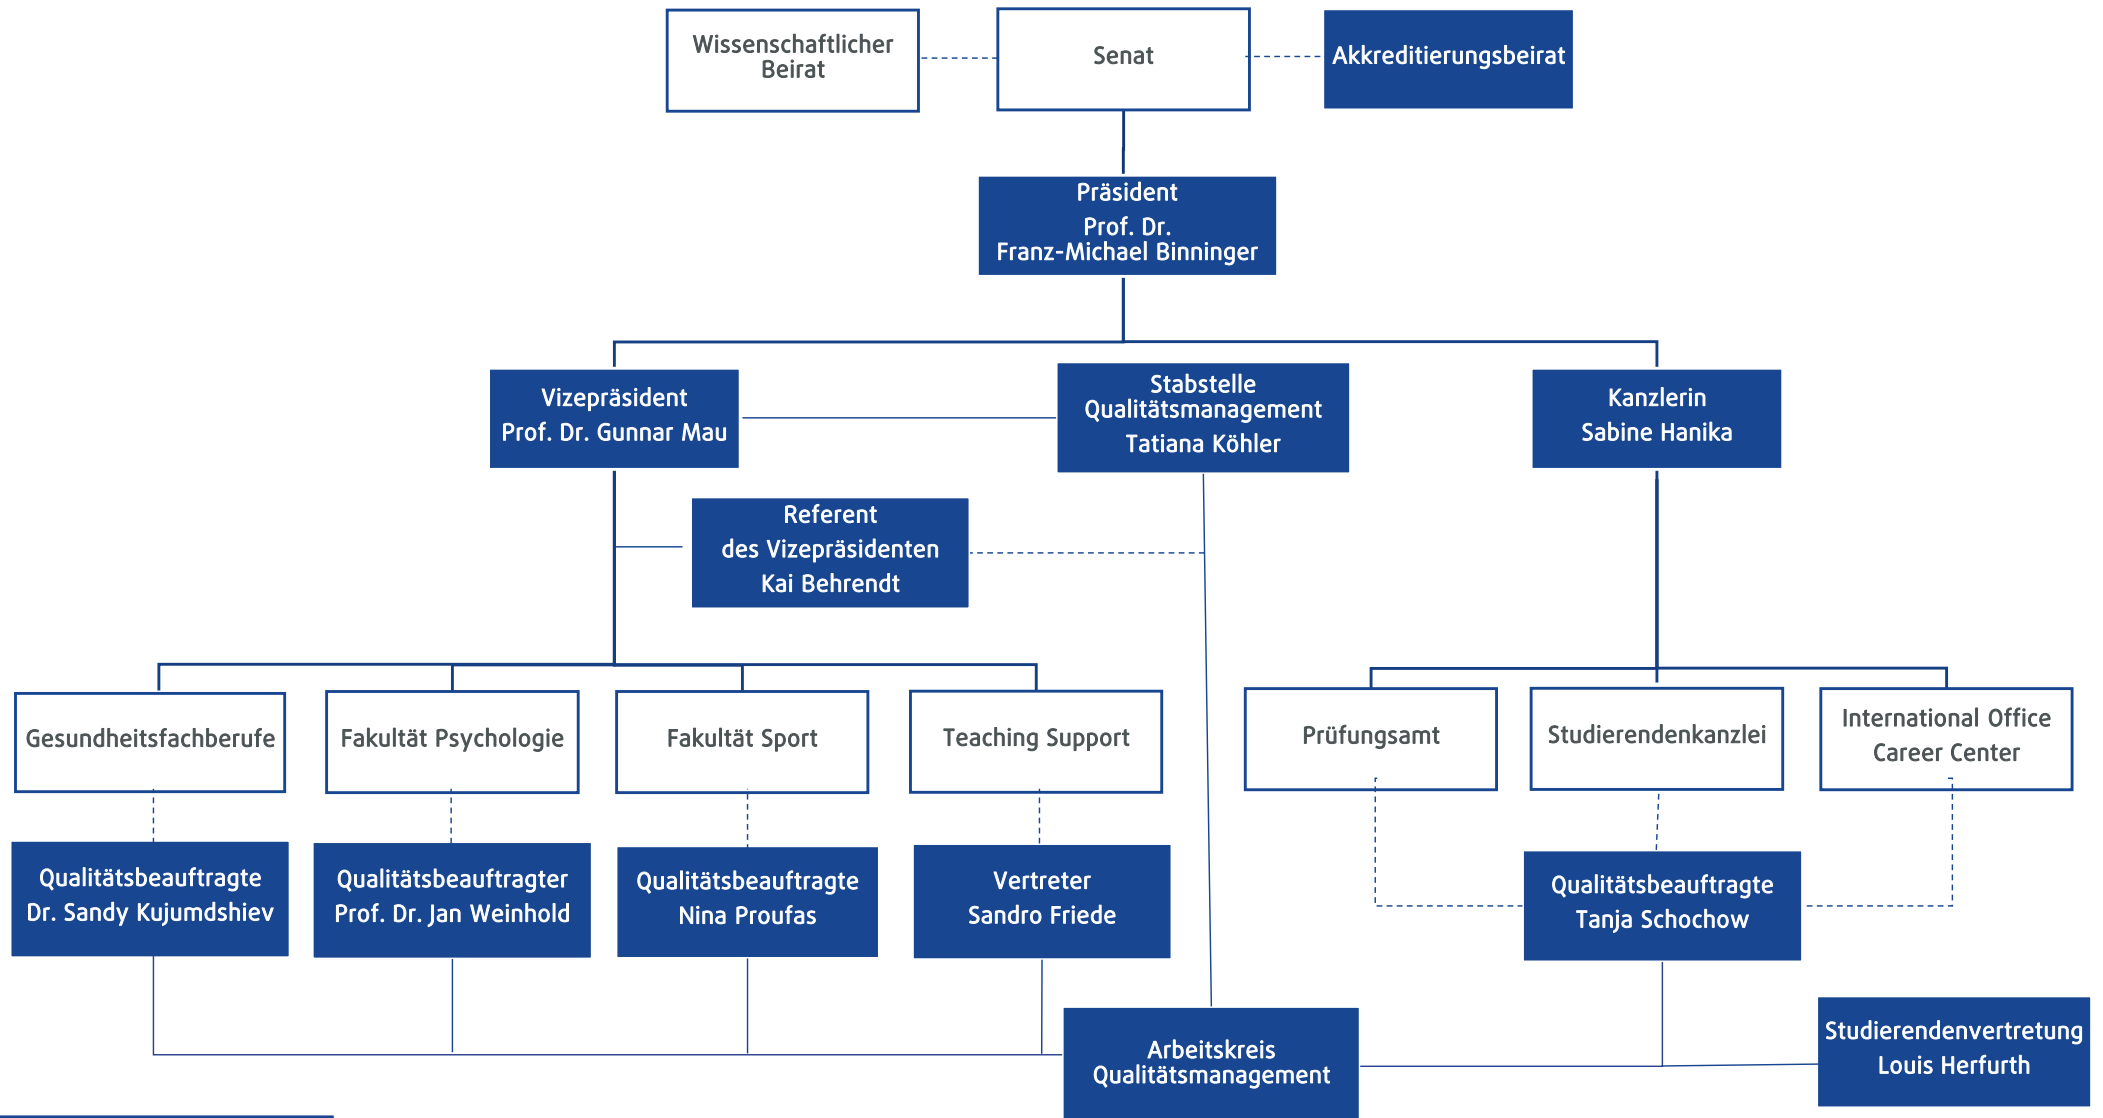 Wissenschaftlicher
Beirat
Senat
Akkreditierungsbeirat
Präsident
Prof. Dr.
Franz-Michael Binninger
Vizepräsident
Prof. Dr. Gunnar Mau
Stabstelle
Qualitätsmanagement
Tatiana Köhler
Kanzlerin
Sabine Hanika
Referent
des Vizepräsidenten
Kai Behrendt
Gesundheitsfachberufe
Fakultät Psychologie
Fakultät Sport
Teaching Support
Prüfungsamt
Studierendenkanzlei
International Office
Career Center
Qualitätsbeauftragte
Dr. Sandy Kujumdshiev
Qualitätsbeauftragter
Prof. Dr. Jan Weinhold
Qualitätsbeauftragte
Nina Proufas
Vertreter
Sandro Friede
Qualitätsbeauftragte
Tanja Schochow
Arbeitskreis
Qualitätsmanagement
Studierendenvertretung
Louis Herfurth